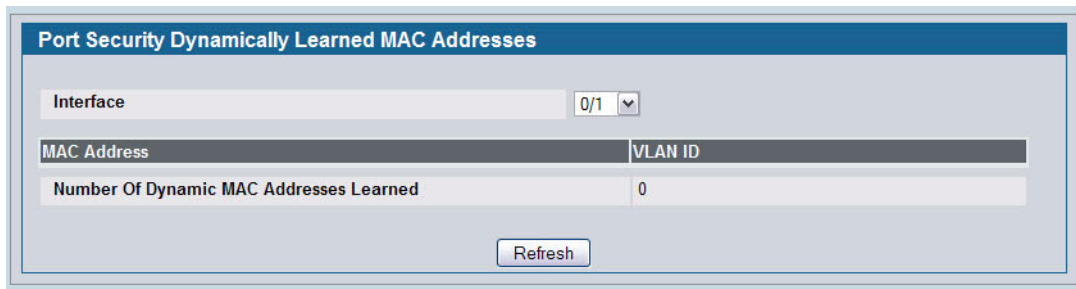 Port Security Dynamically Learned MAC Addresses
Interface 0/1
MAC Address VLAN ID
Number Of Dynamic MAC Addresses Learned 0
Refresh